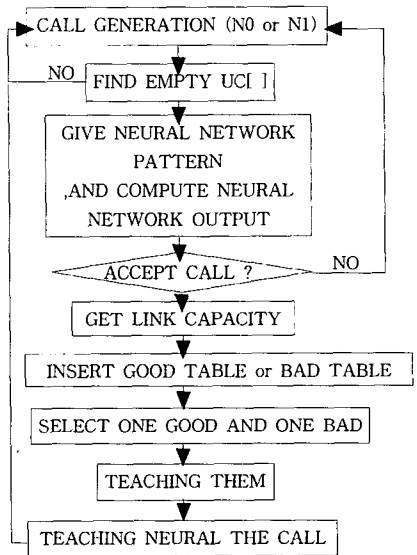 CALL GENERATION (N0 or N1)
NO
FIND EMPTY UC[ ]
GIVE NEURAL NETWORK
PATTERN
,AND COMPUTE NEURAL
NETWORK OUTPUT
ACCEPT CALL ?
NO
GET LINK CAPACITY
INSERT GOOD TABLE or BAD TABLE
SELECT ONE GOOD AND ONE BAD
TEACHING THEM
TEACHING NEURAL THE CALL